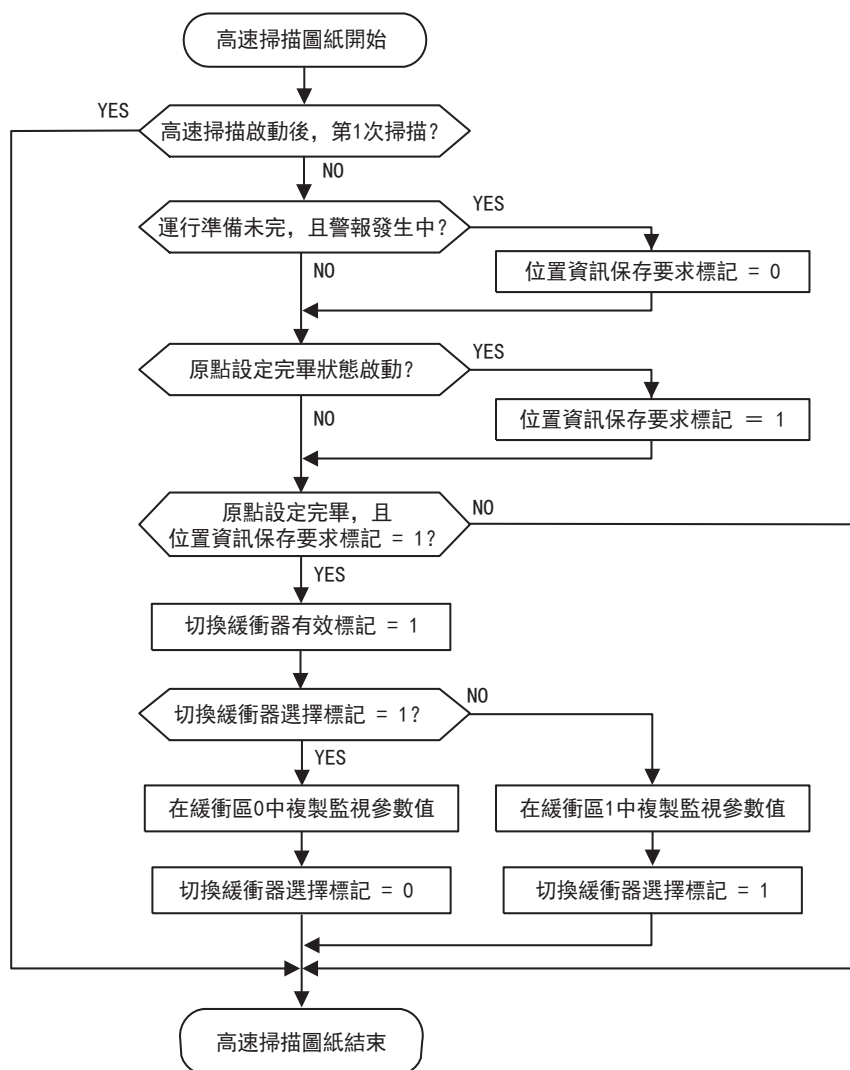 高速掃描圖紙開始
YES
高速掃描啟動後, 第1次掃描?
NO
運行準備未完, 且警報發生中?
YES
位置資訊保存要求標記 = 0
NO
原點設定完畢狀態啟動?
YES
位置資訊保存要求標記 ＝ 1
NO
原點設定完畢, 且
位置資訊保存要求標記 = 1?
NO
YES
切換緩衝器有效標記 = 1
切換緩衝器選擇標記 = 1?
NO
YES
在緩衝區0中複製監視參數值
在緩衝區1中複製監視參數值
切換緩衝器選擇標記 = 0
切換緩衝器選擇標記 = 1
高速掃描圖紙結束